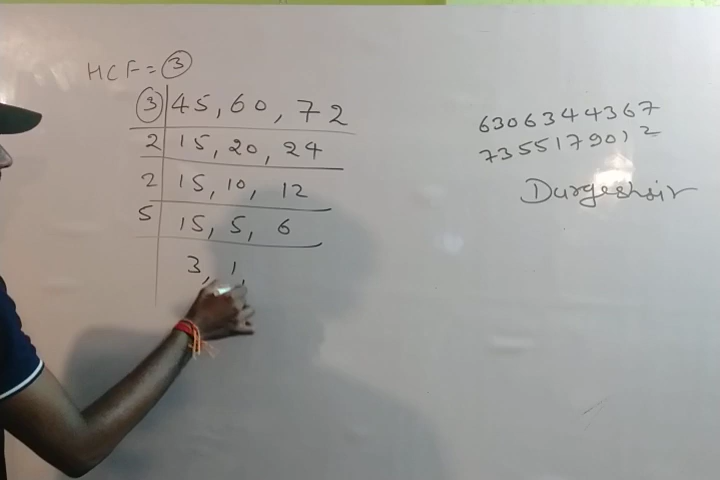 HCF = 3
3 45, 60, 72
2 15, 20, 24
2 15, 10, 12
5 15, 5, 6
3, 1,
6306344367
7355179012
Durgeshsir